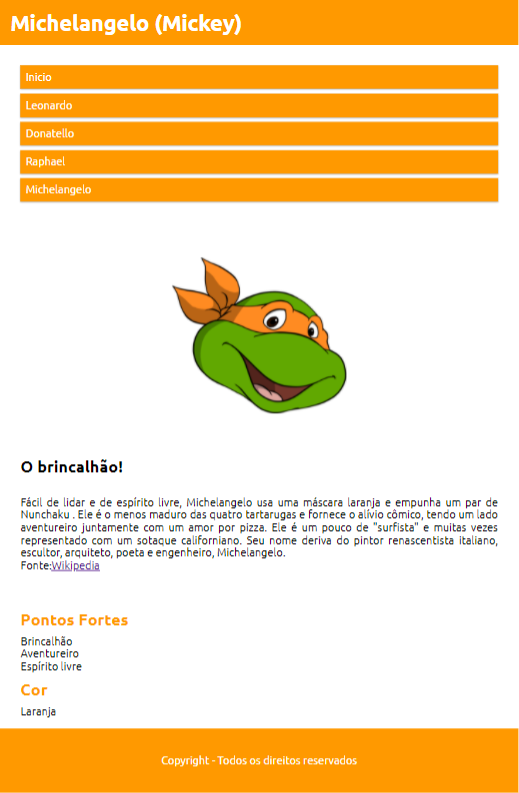 Michelangelo (Mickey)
Inicio
Leonardo
Donatello
Raphael
Michelangelo
O brincalhão!
Fácil de lidar e de espírito livre, Michelangelo usa uma máscara laranja e empunha um par de
Nunchaku . Ele é o menos maduro das quatro tartarugas e fornece o alívio cômico, tendo um lado
aventureiro juntamente com um amor por pizza. Ele é um pouco de "surfista" e muitas vezes
representado com um sotaque californiano. Seu nome deriva do pintor renascentista italiano,
escultor, arquiteto, poeta e engenheiro, Michelangelo.
Fonte:Wikipedia
Pontos Fortes
Brincalhão
Aventureiro
Espírito livre
Cor
Laranja
Copyright - Todos os direitos reservados